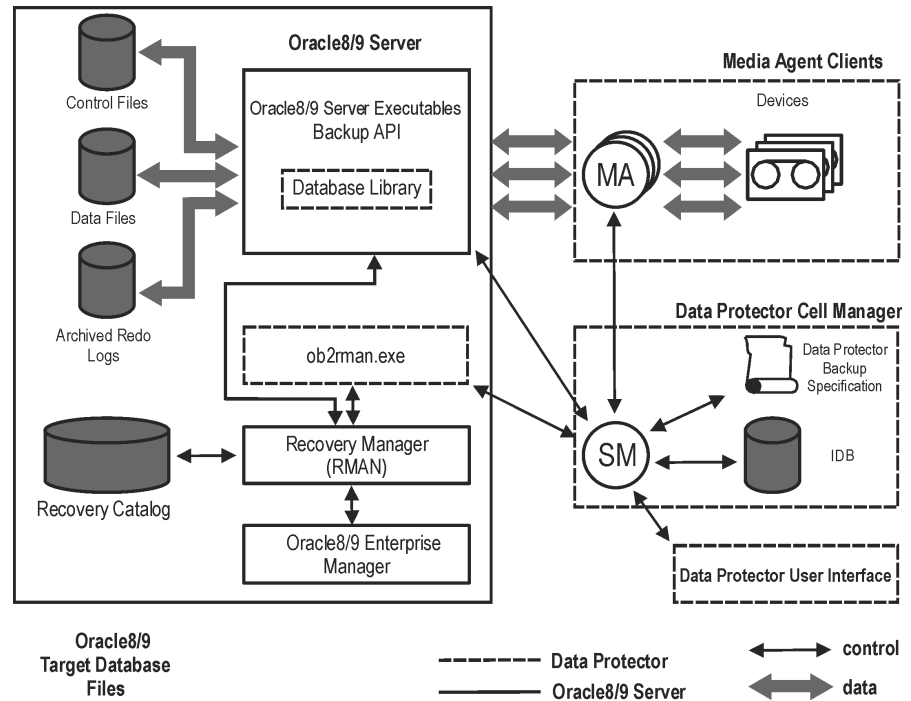 Oracle8/9 Server
Control Files
Data Files
Archived Redo
Logs
Oracle8/9 Server Executables
Backup API
Database Library
ob2rman.exe
Recovery Manager
(RMAN)
Recovery Catalog
Oracle8/9 Enterprise
Manager
Media Agent Clients
Devices
MA
Data Protector Cell Manager
Data Protector
Backup
Specification
SM
IDB
Data Protector User Interface
Oracle8/9
Target Database
Files
Data Protector
Oracle8/9 Server
control
data